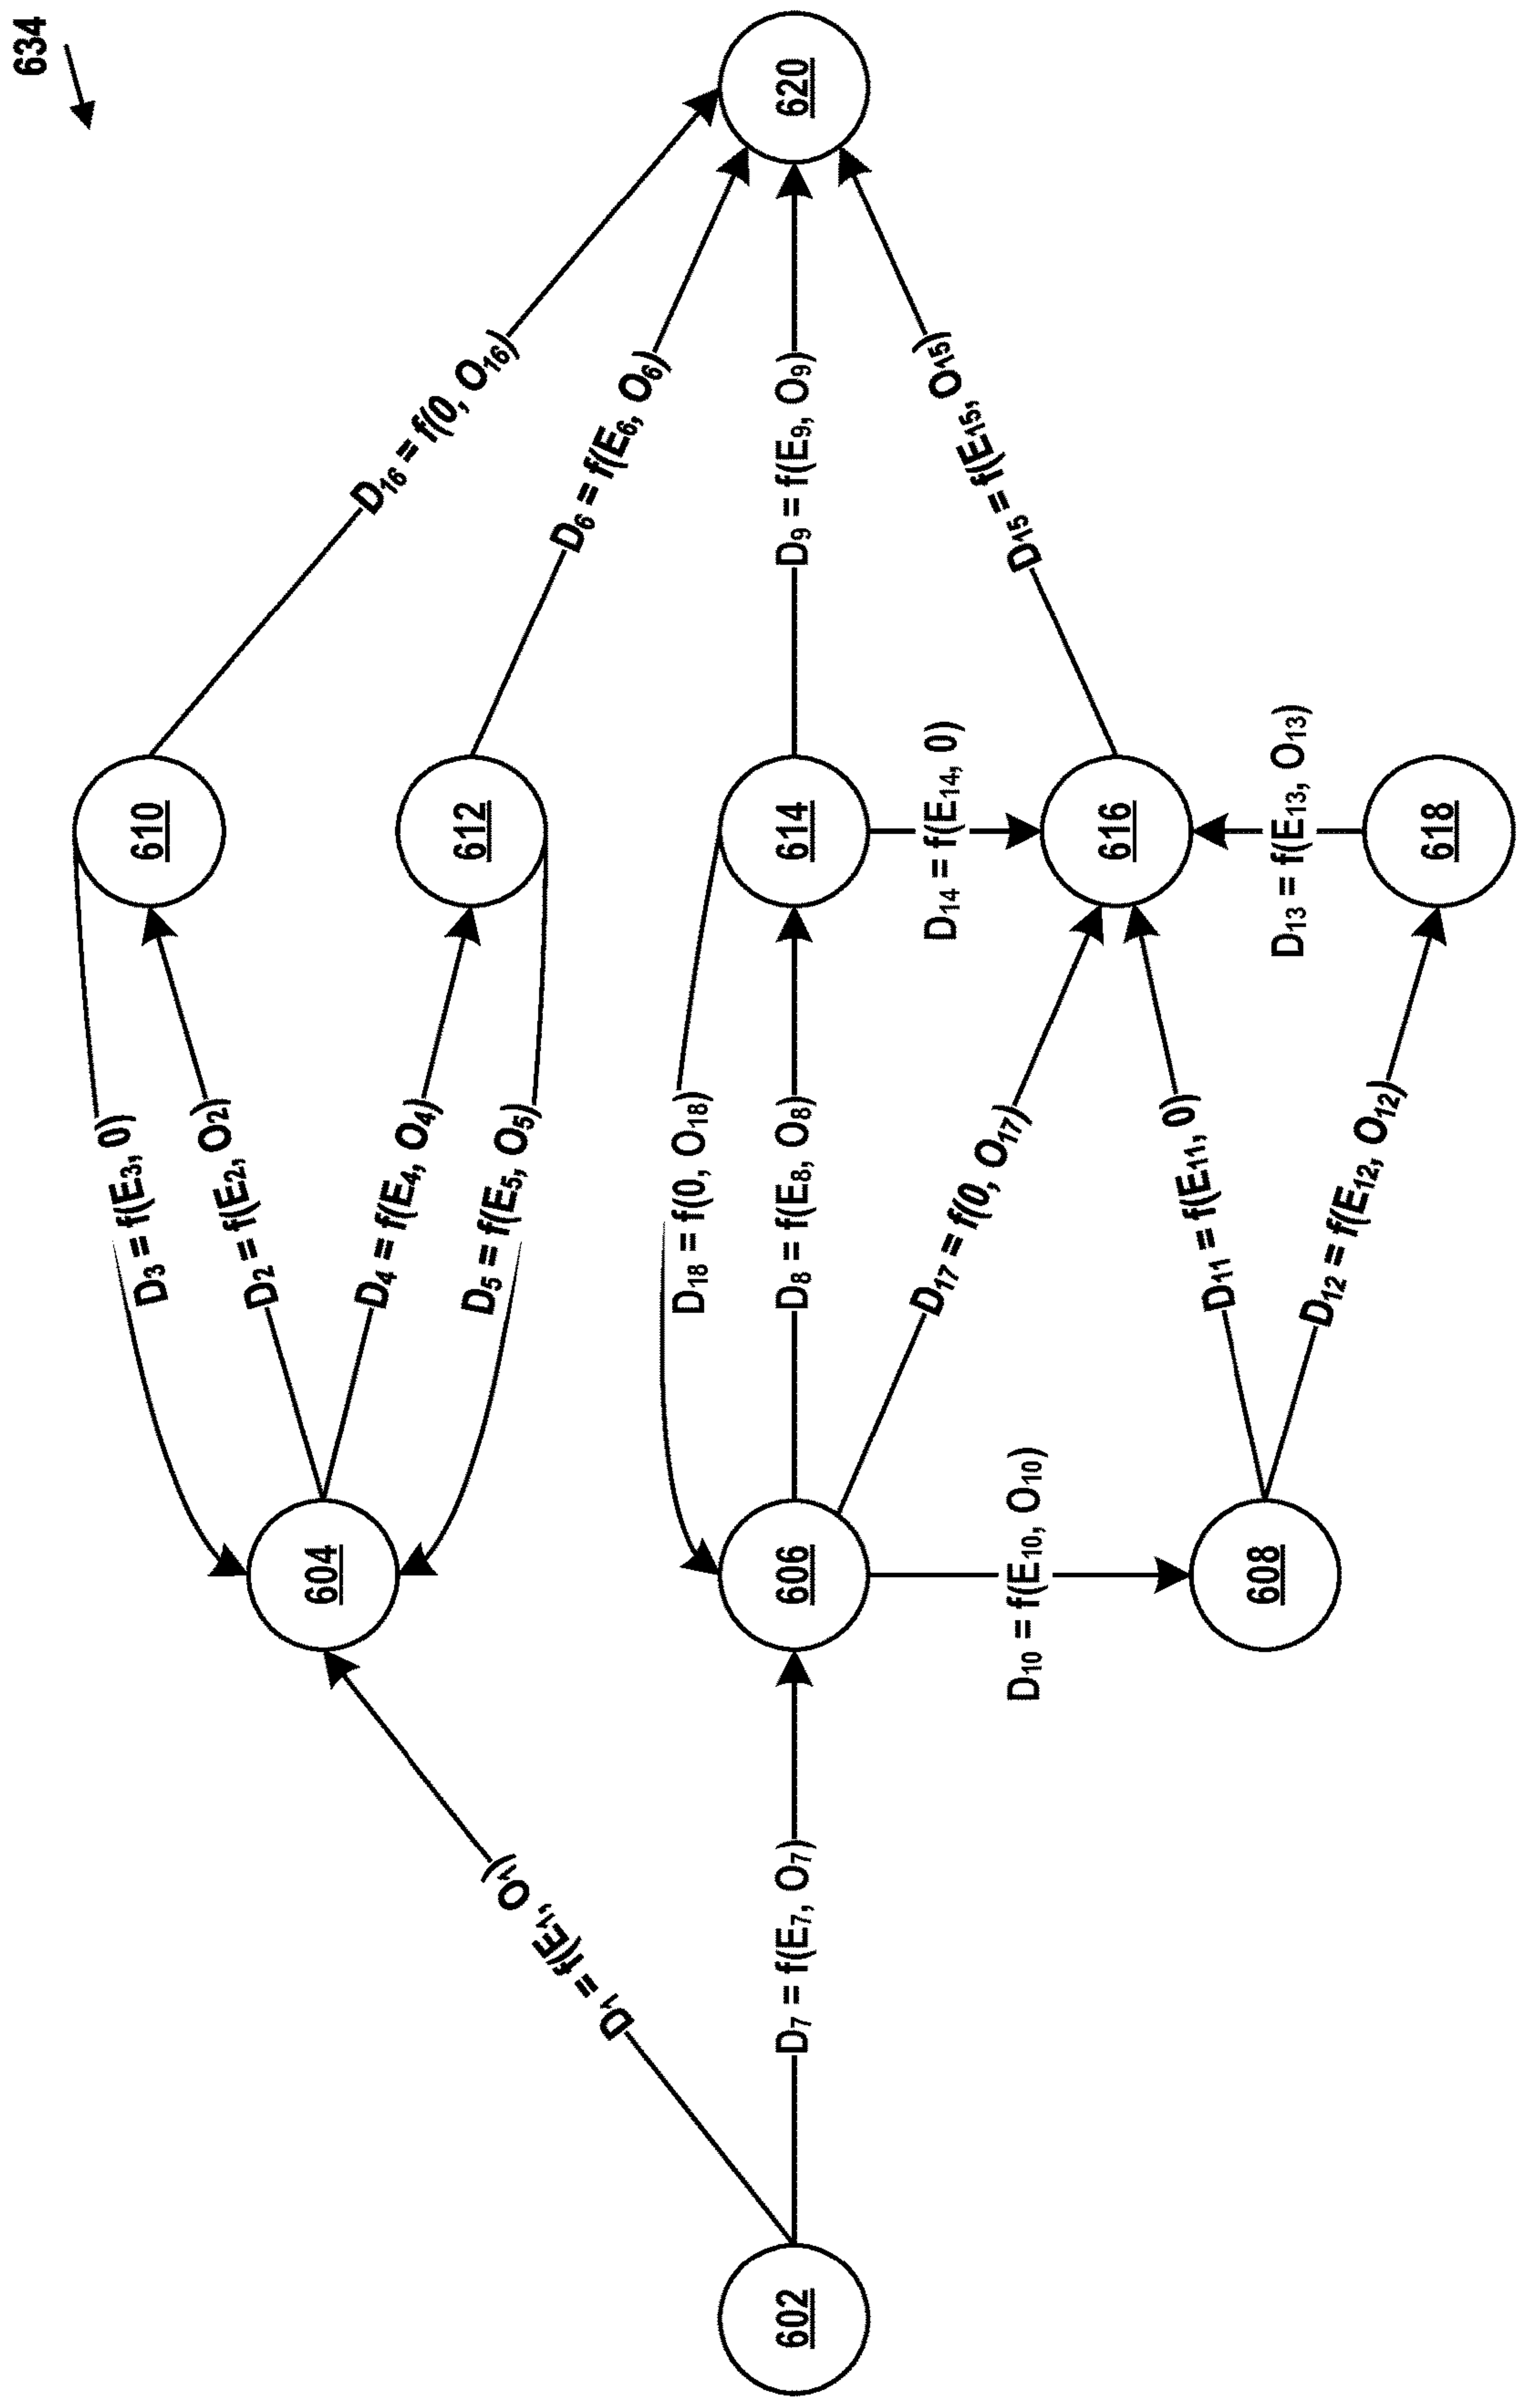 634
620
D16 = f(0, O16)
D6 = f(E6, O6)
D9 = f(E9, O9)
D15 = f(E15, O15)
610
612
614
616
618
D14 = f(E14, 0)
D13 = f(E13, O13)
D3 = f(E3, 0)
D2 = f(E2, O2)
D4 = f(E4, O4)
D5 = f(E5, O5)
D18 = f(0, O18)
D8 = f(E8, O8)
D17 = f(0, O17)
D11 = f(E11, 0)
D12 = f(E12, O12)
604
606
608
D10 = f(E10, O10)
D1 = f(E1, O1)
D7 = f(E7, O7)
602